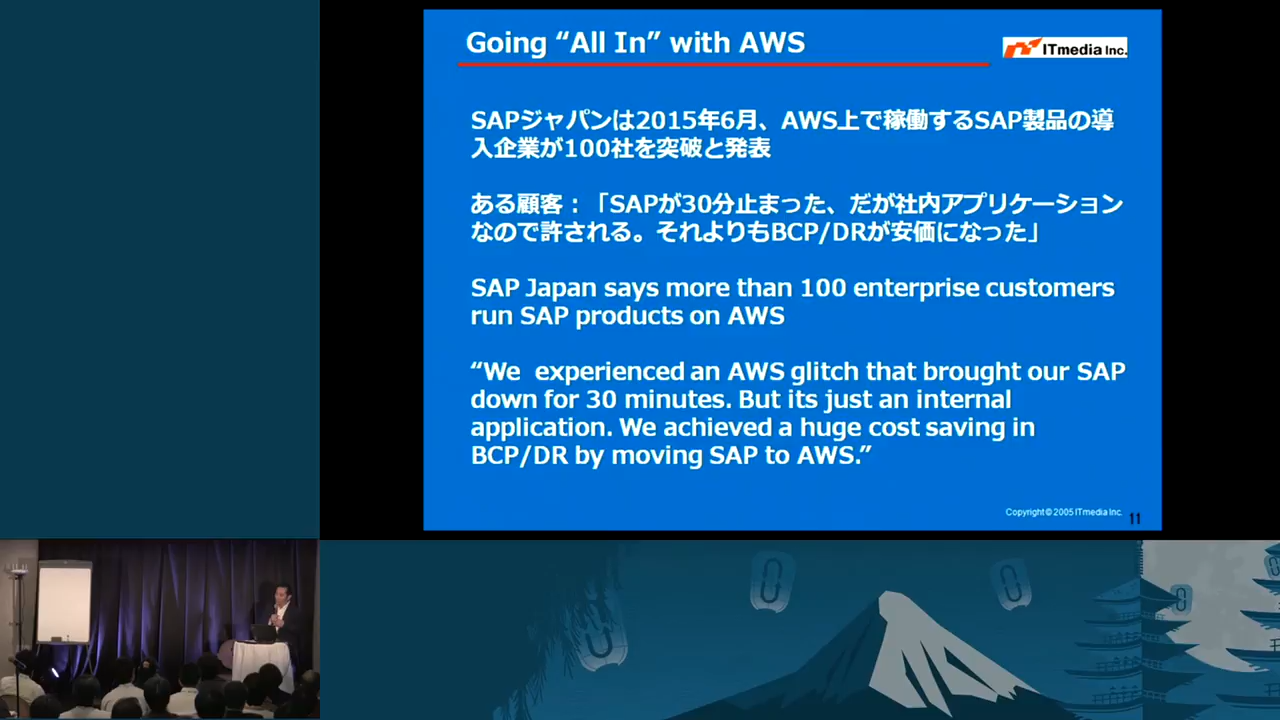 Going “All In” with AWS
ITmedia Inc.
SAPジャパンは2015年6月、AWS上で稼働するSAP製品の導
入企業が100社を突破と発表
ある顧客：「SAPが30分止まった、だが社内アプリケーション
なので許される。それよりもBCP/DRが安価になった」
SAP Japan says more than 100 enterprise customers
run SAP products on AWS
“We  experienced an AWS glitch that brought our SAP
down for 30 minutes. But its just an internal
application. We achieved a huge cost saving in
BCP/DR by moving SAP to AWS.”
Copyright © 2005 ITmedia Inc.
11